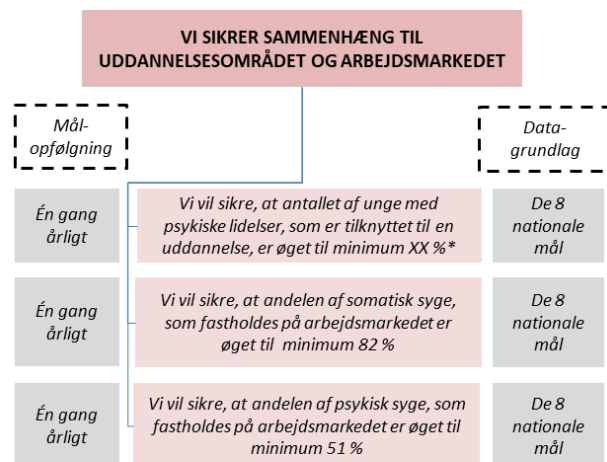 VI SIKRER SAMMENHÆNG TIL
UDDANNELSESOMRÅDET OG ARBEJDSMARKEDET
Mål-
opfølgning
Data-
grundlag
Én gang
årligt
Vi vil sikre, at antallet af unge med
psykiske lidelser, som er tilknyttet til en
uddannelse, er øget til minimum XX %*
De 8
nationale
mål
Én gang
årligt
Vi vil sikre, at andelen af somatisk syge,
som fastholdes på arbejdsmarkedet er
øget til minimum 82 %
De 8
nationale
mål
Én gang
årligt
Vi vil sikre, at andelen af psykisk syge, som
fastholdes på arbejdsmarkedet er øget til
minimum 51 %
De 8
nationale
mål